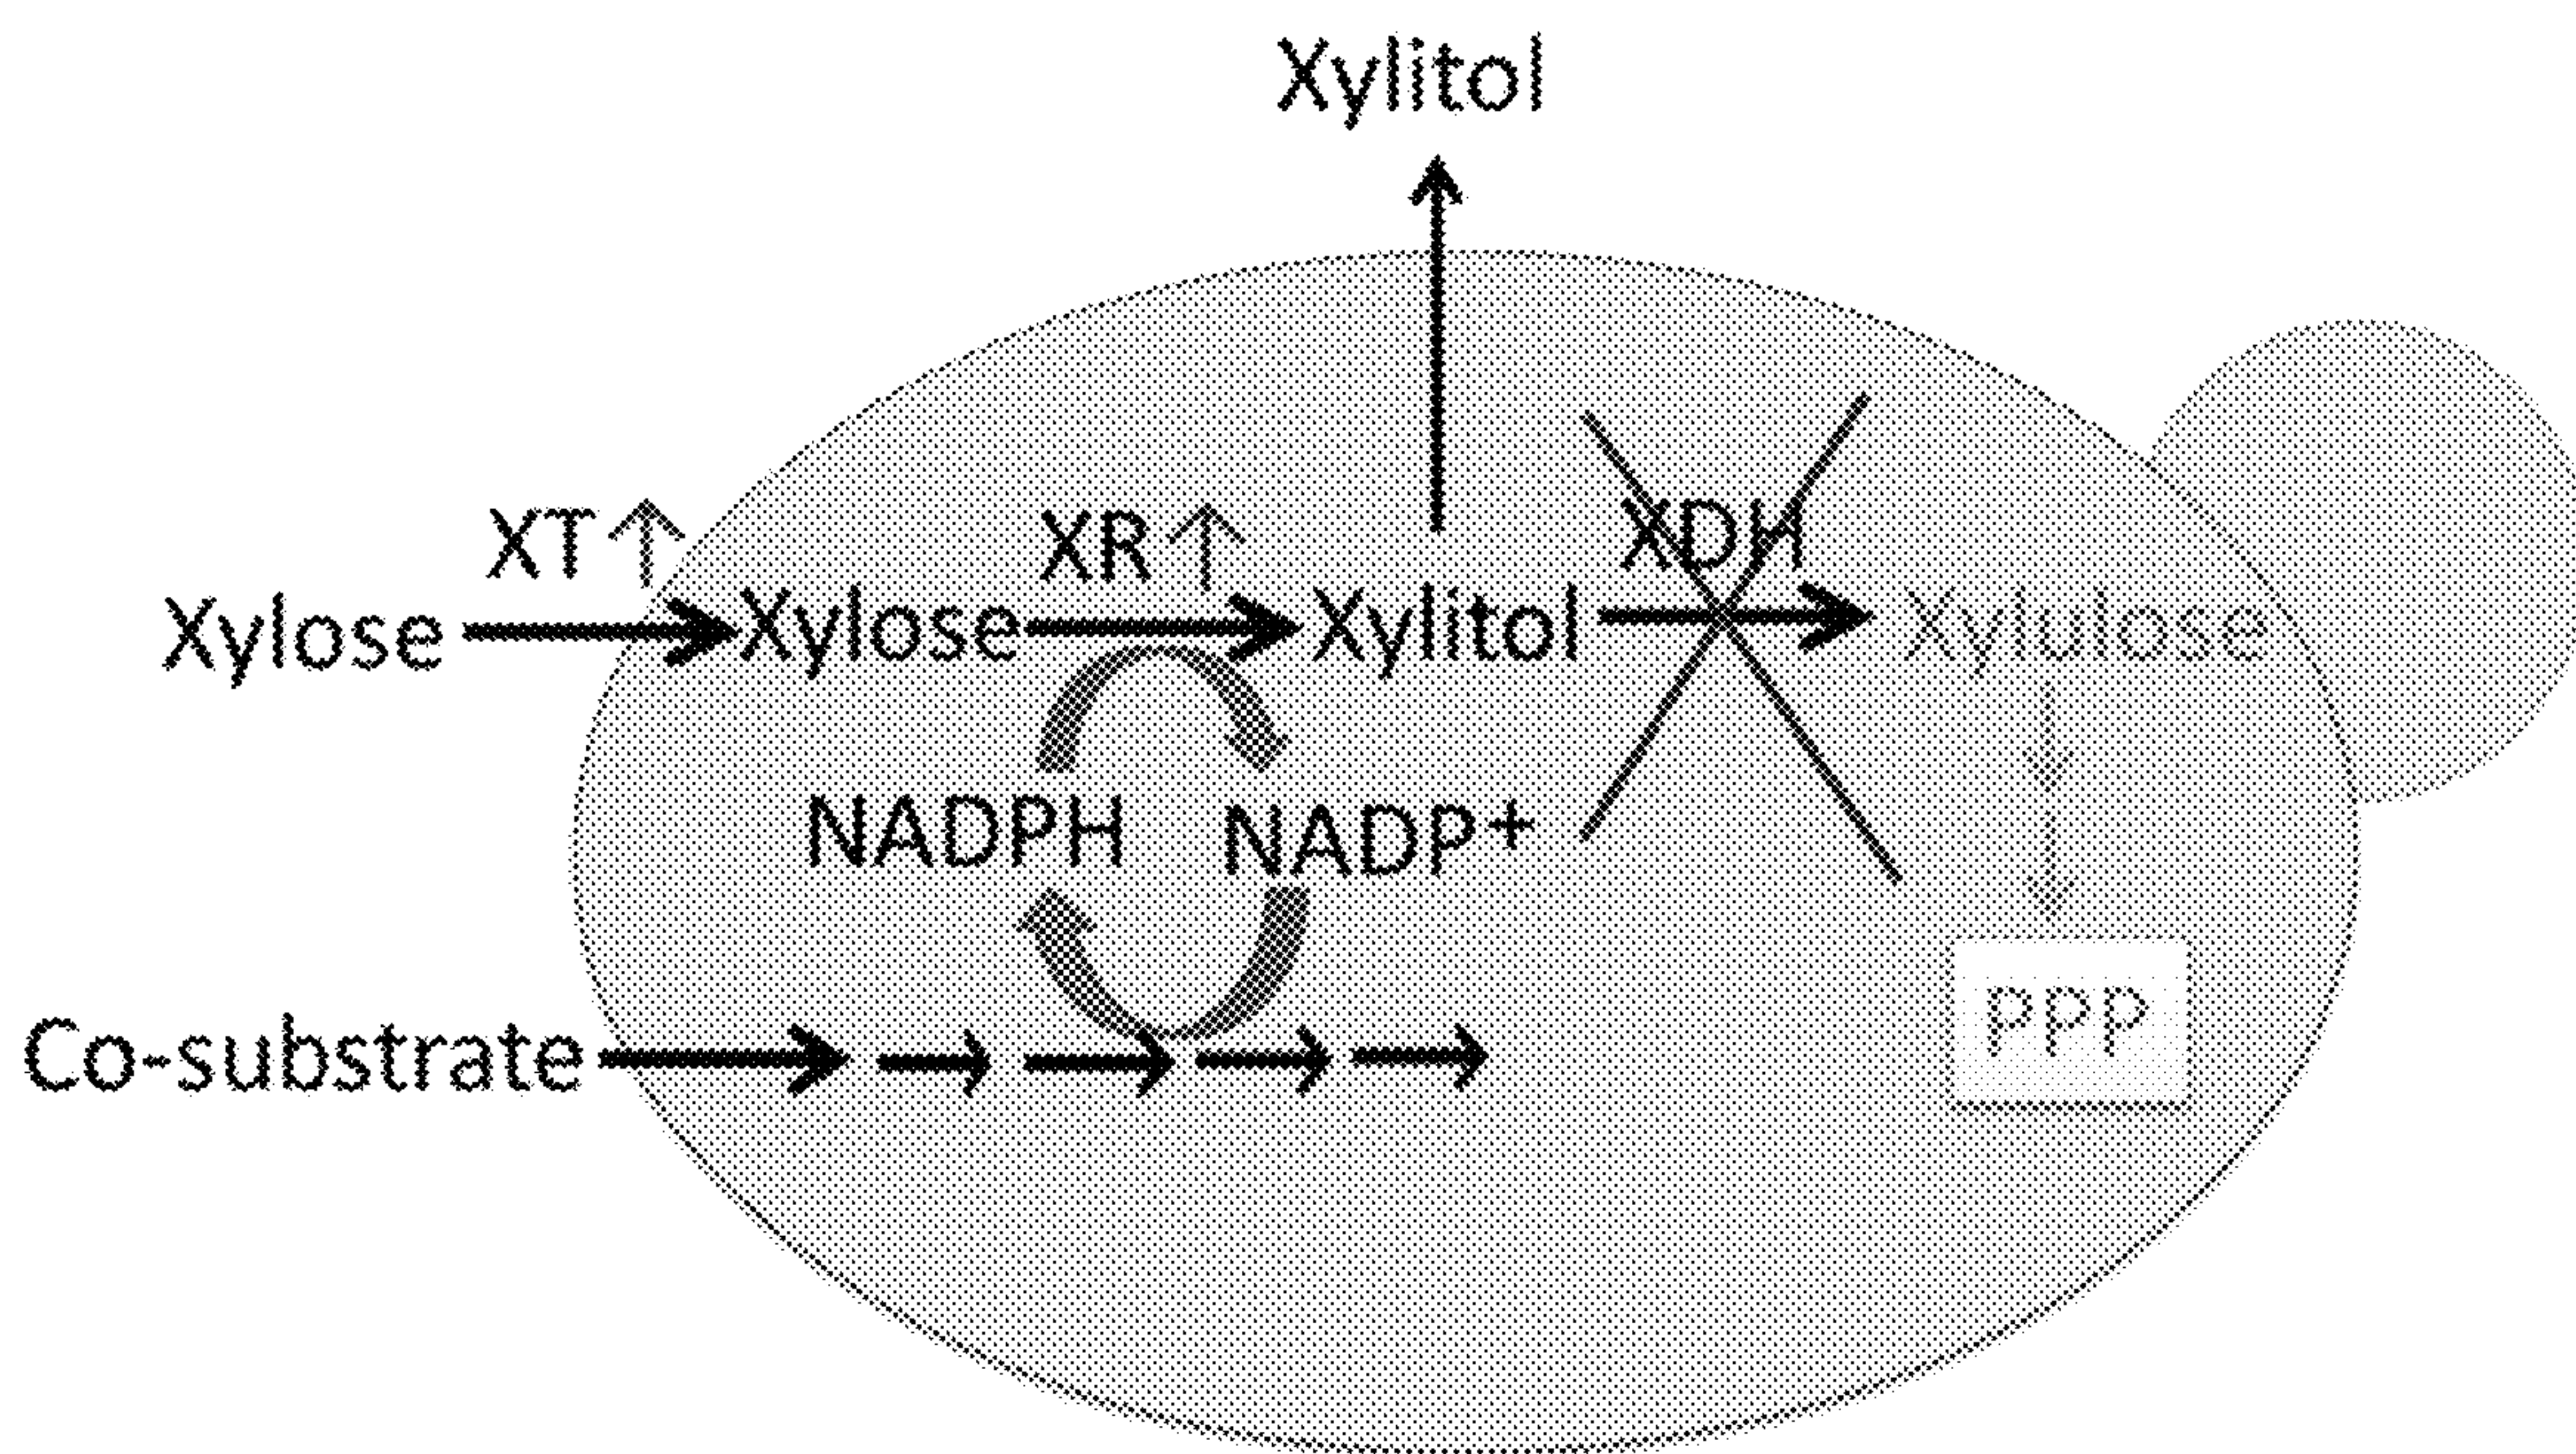 Xylitol
XT↑ XR↑ XDH
Xylose Xylose Xylitol Xylulose
NADPH NADP+
Co-substrate PPP